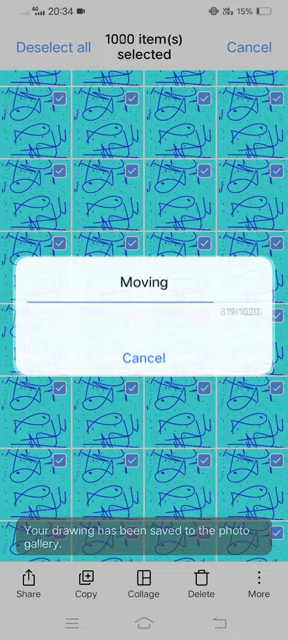 4G 20:34 15%
Deselect all 1000 item(s) selected Cancel
Moving
Cancel
Your drawing has been saved to the photo
gallery.
Share Copy Collage Delete More